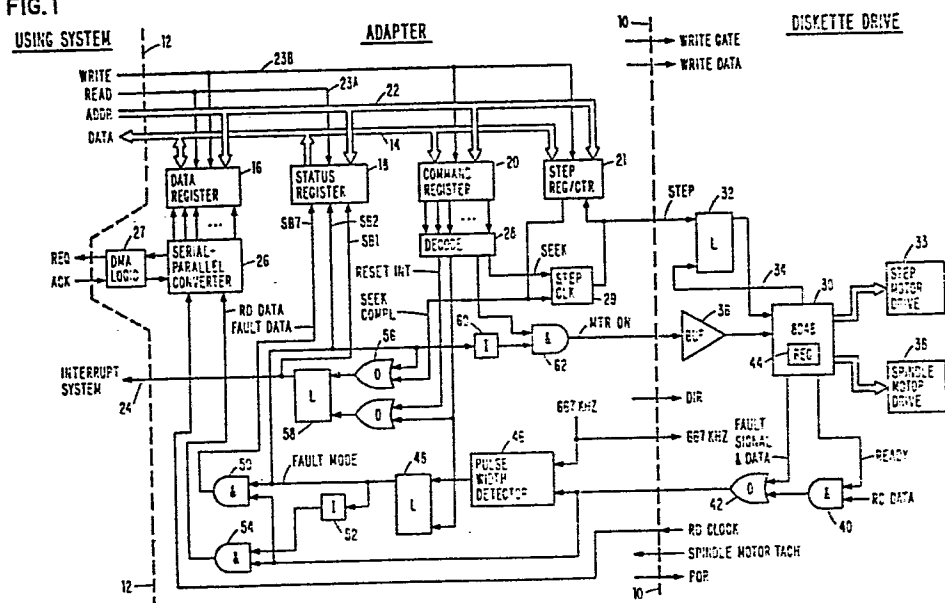 FIG.1
USING SYSTEM
12
ADAPTER
10
DISKETTE DRIVE
WRITE
23B
WRITE GATE
WRITE DATA
READ
23A
ADDR
22
DATA
14
DATA REGISTER
16
STATUS REGISTER
18
COMMAND REGISTER
20
STEP REG/CTR
21
STEP
32
L
REQ
ACK
27
DMA LOGIC
...
SERIAL-PARALLEL CONVERTER
26
SB7
SB2
SB1
...
DECODE
28
SEEK
STEP CLK
29
34
30
33
STEP MOTOR DRIVE
RD DATA
FAULT DATA
RESET INT
SEEK COMPL
56
60
I
&
62
MTR ON
36
BUF
44
REG
SPINDLE MOTOR DRIVE
INTERRUPT SYSTEM
24
L
58
O
O
667 KHZ
DIR
667 KHZ
FAULT SIGNAL & DATA
READY
50
&
FAULT MODE
L
46
PULSE WIDTH DETECTOR
O
42
&
40
RD DATA
I
52
54
&
RD CLOCK
SPINDLE MOTOR TACH
12
10